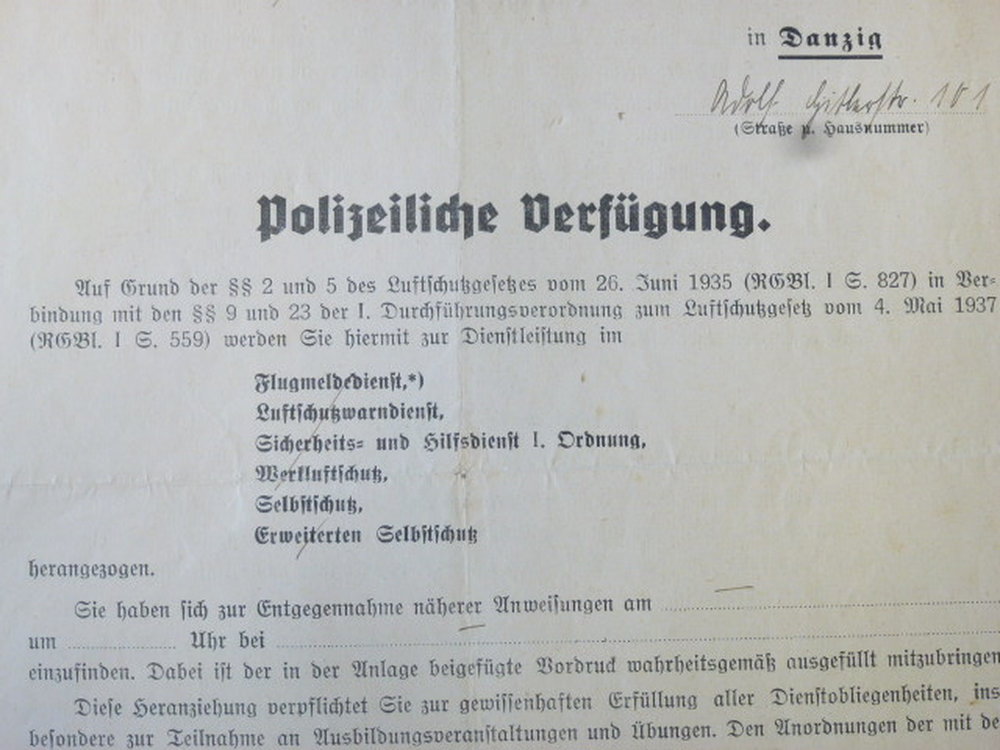 in Danzig
Adolf Hitlerstr. 101
(Straße u. Hausnummer)
Polizeiliche Verfügung.
Auf Grund der §§ 2 und 5 des Luftschutzgesetzes vom 26. Juni 1935 (RGBl. I S. 827) in Ver-
bindung mit den §§ 9 und 23 der I. Durchführungsverordnung zum Luftschutzgesetz vom 4. Mai 1937
(RGBl. I S. 559) werden Sie hiermit zur Dienstleistung im
Flugmeldedienst,*)
Luftschutzwarndienst,
Sicherheits- und Hilfsdienst I. Ordnung,
Werkluftschutz,
Selbstschutz,
Erweiterten Selbstschutz
herangezogen.
Sie haben sich zur Entgegennahme näherer Anweisungen am
um Uhr bei
einzufinden. Dabei ist der in der Anlage beigefügte Vordruck wahrheitsgemäß ausgefüllt mitzubringen
Diese Heranziehung verpflichtet Sie zur gewissenhaften Erfüllung aller Dienstobliegenheiten, ins
besondere zur Teilnahme an Ausbildungsveranstaltungen und Übungen. Den Anordnungen der mit de